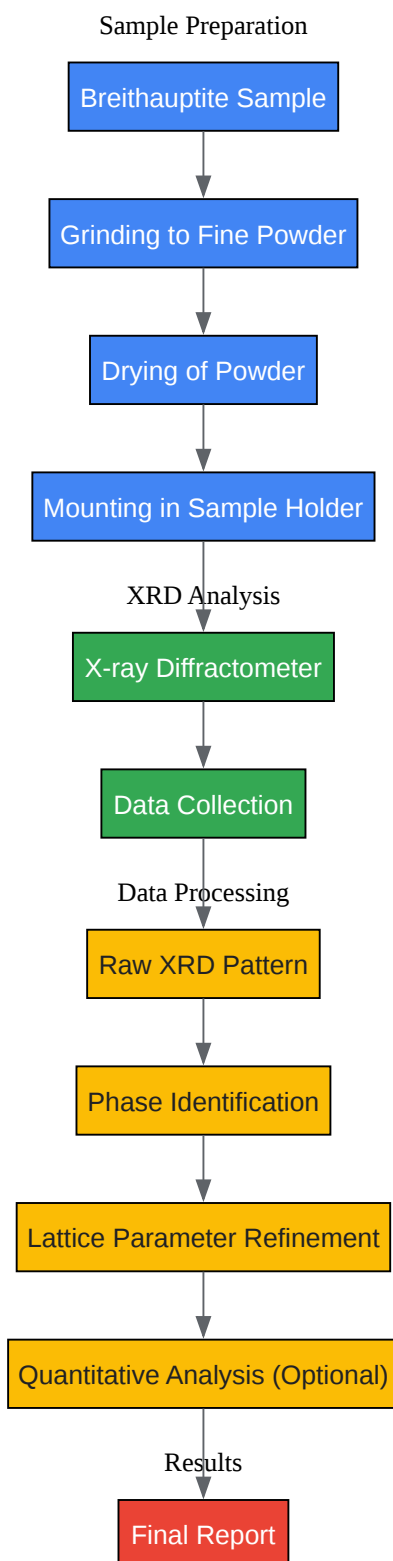 Sample Preparation
Breithauptite Sample
Grinding to Fine Powder
Drying of Powder
Mounting in Sample Holder
XRD Analysis
X-ray Diffractometer
Data Collection
Data Processing
Raw XRD Pattern
Phase Identification
Lattice Parameter Refinement
Quantitative Analysis (Optional)
Results
Final Report